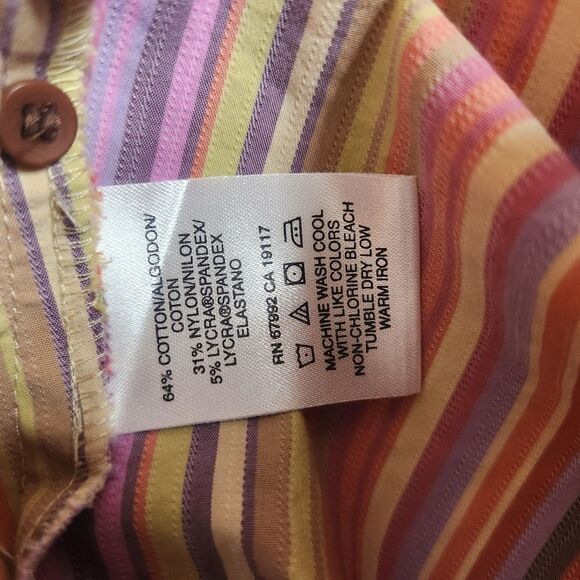 64% COTTON/ALGODON/
COTON
31% NYLON/NILON
5% LYCRA®SPANDEX/
LYCRA®SPANDEX/
ELASTANO
RN 67992 CA 19117
MACHINE WASH COOL
WITH LIKE COLORS
NON-CHLORINE BLEACH
TUMBLE DRY LOW
WARM IRON